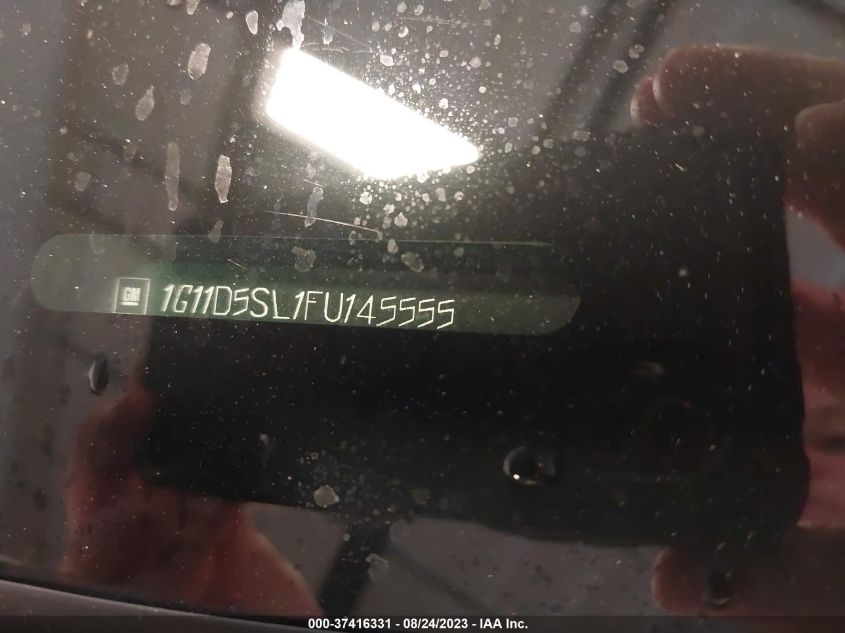 GM 1G11D5SL1FU145555
000-37416331 - 08/24/2023 - IAA Inc.